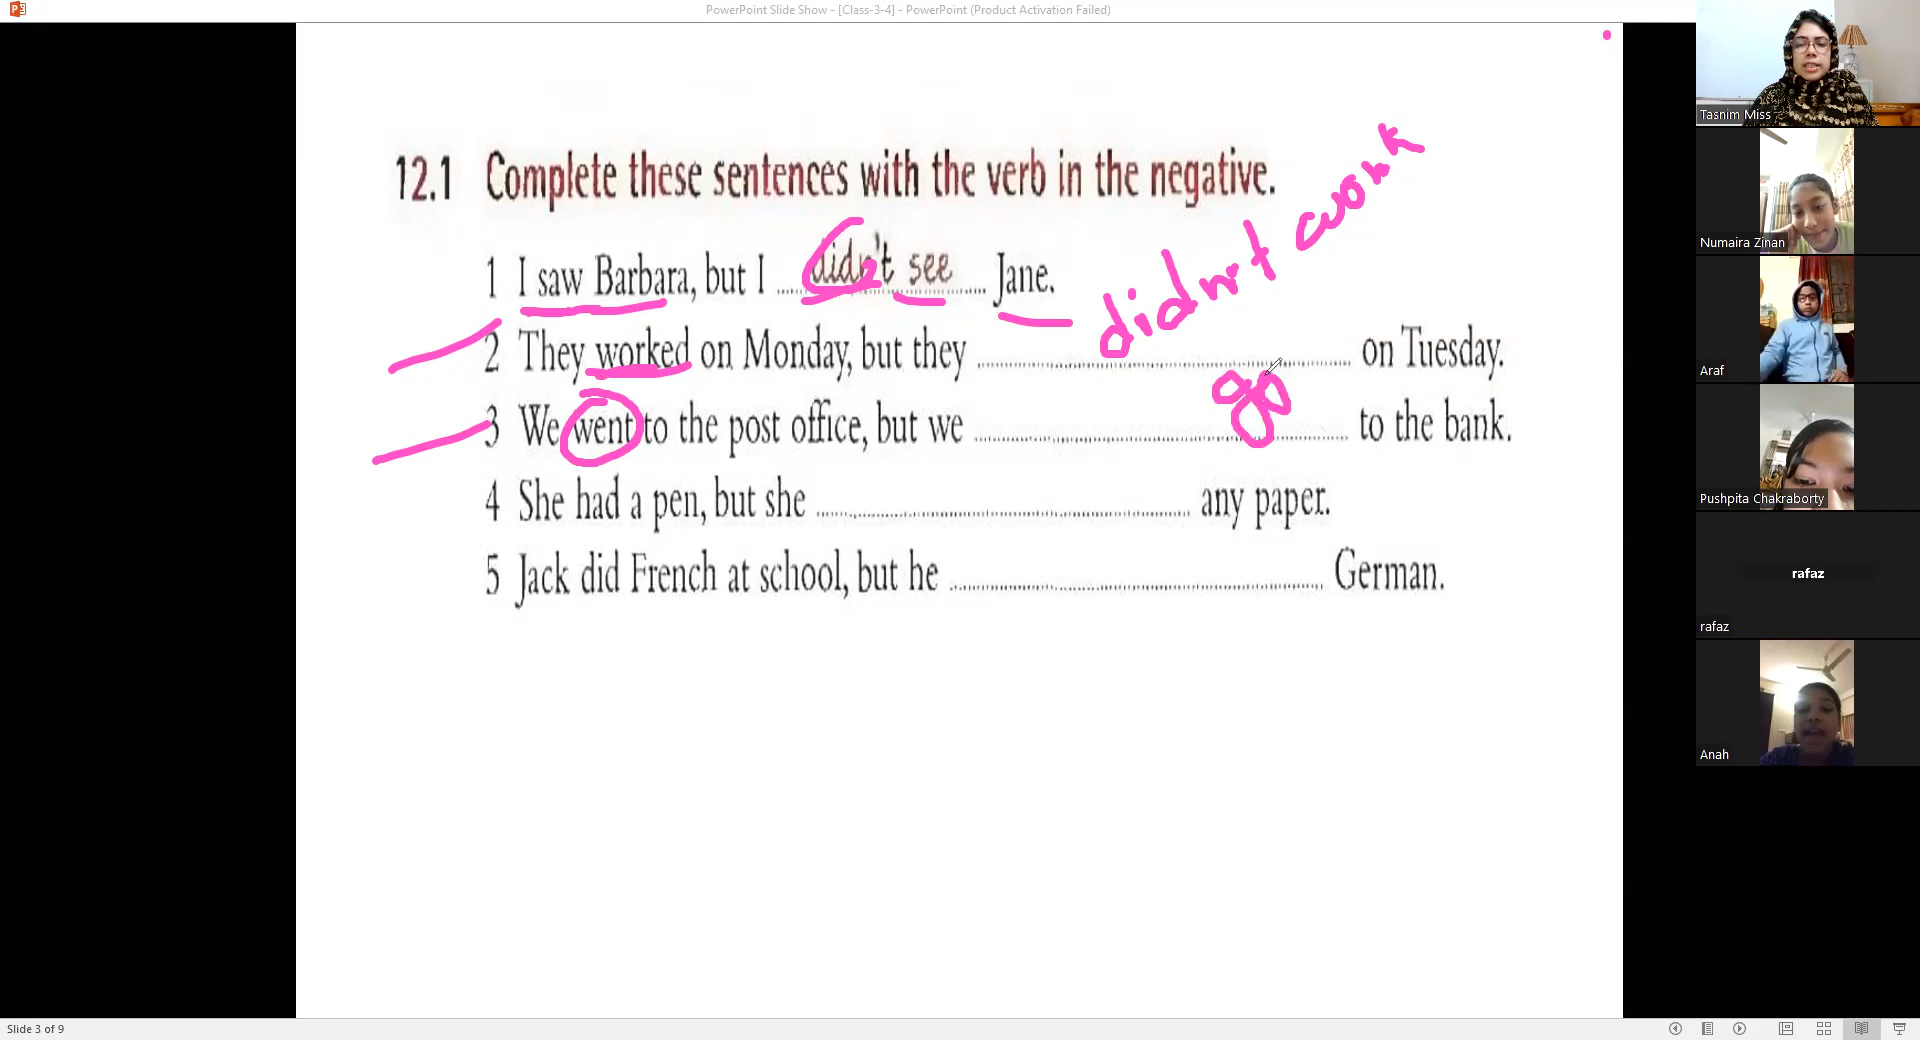 PowerPoint Slide Show - [Class-3-4] - PowerPoint (Product Activation Failed)
12.1 Complete these sentences with the verb in the negative.
1 I saw Barbara, but I didn't see Jane.
didn't work
2 They worked on Monday, but they on Tuesday.
go
3 We went to the post office, but we to the bank.
4 She had a pen, but she any paper.
5 Jack did French at school, but he German.
Slide 3 of 9
Tasnim Miss
Numaira Zinan
Araf
Pushpita Chakraborty
rafaz
rafaz
Anah